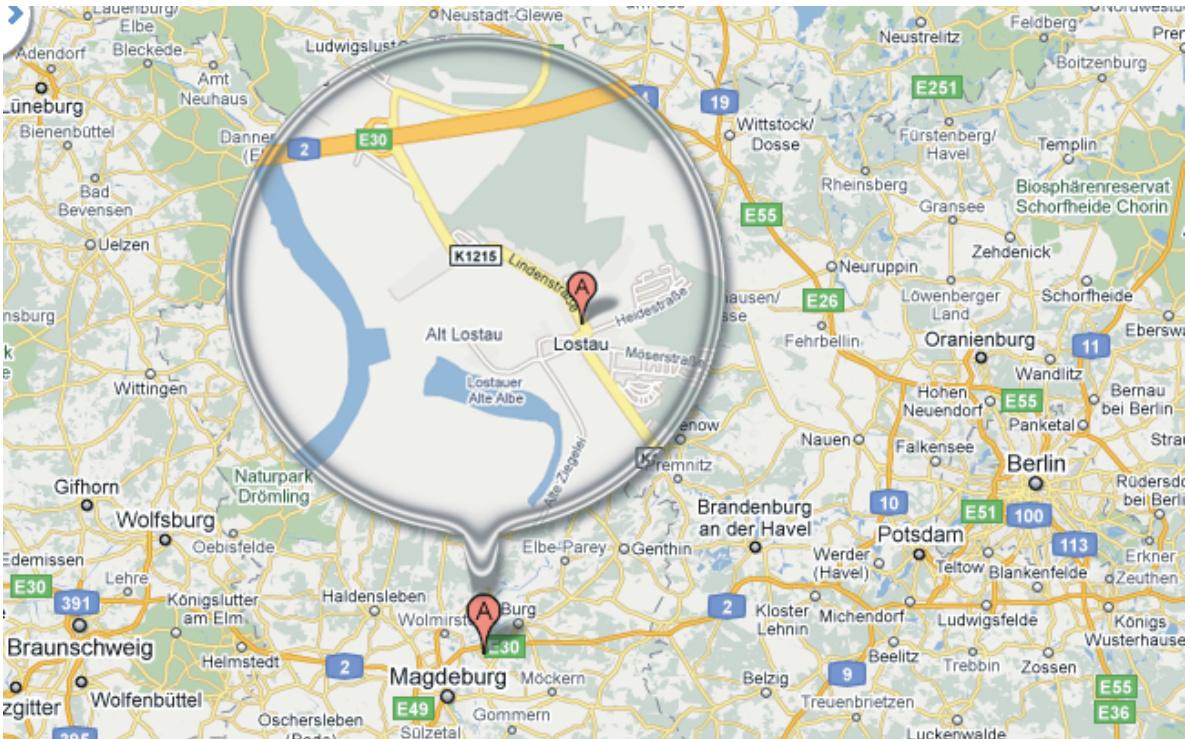 Lauenburg/
Elbe
Neustadt-Glewe
Feldberg
Neustrelitz
Adendorf
Bleckede
Ludwigslust
Boitzenburg
Amt
Neuhaus
E251
Lüneburg
19
Bienenbüttel
Wittstock/
Dosse
Fürstenberg/
Havel
2
E30
Templin
Bad
Bevensen
Rheinsberg
Biosphärenreservat
Schorfheide Chorin
E55
Gransee
Uelzen
K1215
Lindenstraße
Zehdenick
Neuruppin
A
Heidestraße
E26
Löwenberger
Land
Schorfheide
Alt Lostau
Lostau
Fehrbellin
Oranienburg
11
Möserstraße
Wandlitz
Wittingen
Lostauer
Alte Albe
Hohen
Neuendorf
E55
Bernau
bei Berlin
Panketal
Nauen
Falkensee
Alte Ziegelei
Premnitz
Berlin
Naturpark
Drömling
Gifhorn
Brandenburg
an der Havel
10
E51
100
Wolfsburg
Oebisfelde
Elbe-Parey
Genthin
Potsdam
113
Edemissen
Werder
(Havel)
Teltow
Blankenfelde
Erkner
Zeuthen
E30
Lehre
391
Königslutter
am Elm
Haldensleben
A
Burg
2
Kloster
Lehnin
Michendorf
Ludwigsfelde
Königs
Wusterhausen
Braunschweig
Helmstedt
2
E30
Beelitz
Trebbin
Zossen
Magdeburg
Möckern
Belzig
9
E55
Wolfenbüttel
E49
Gommern
Treuenbrietzen
E36
Oschersleben
(Bode)
Sülzetal
Luckenwalde
395